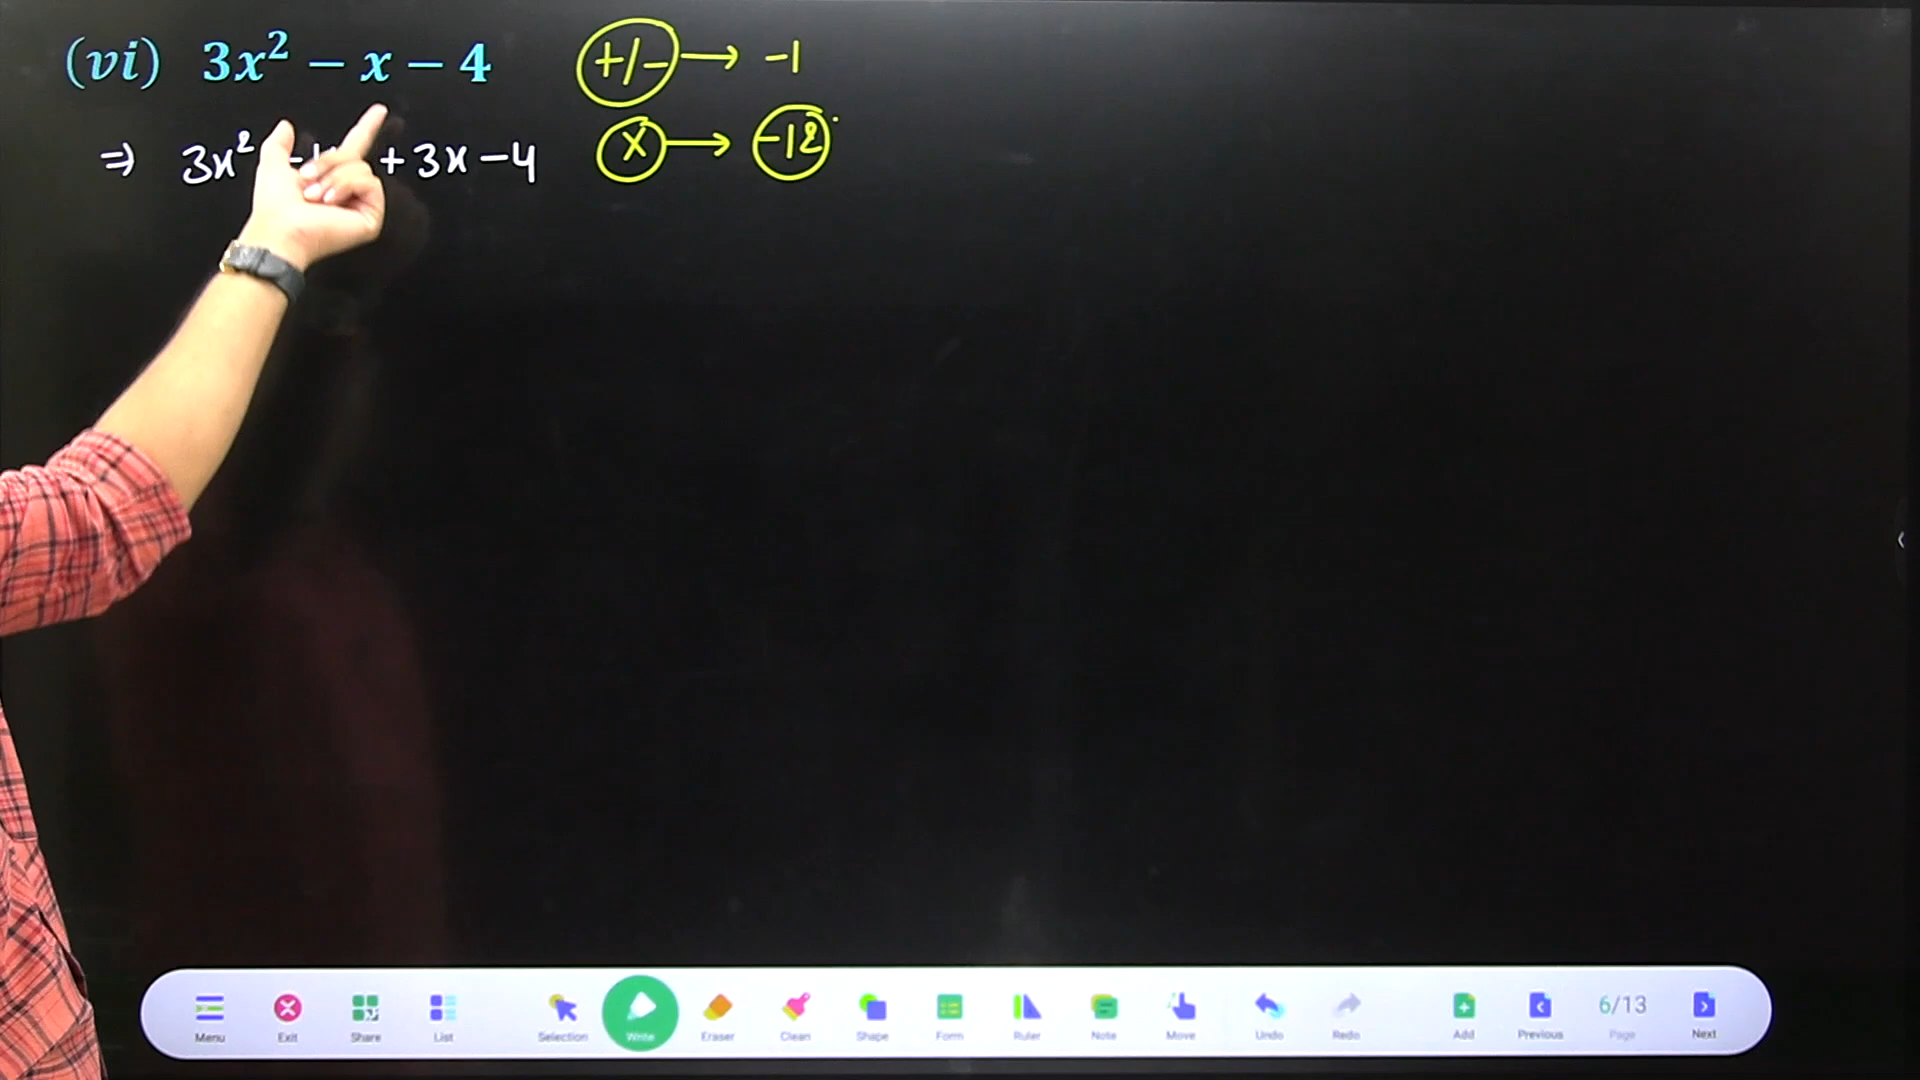 (vi) 3x² − x − 4
+/- → -1
⇒ 3x² + 3x - 4
x → -12
Menu Exit Share List Selection Write Eraser Clean Shape Form Ruler Note Move Undo Redo Add Previous 6/13 Page Next